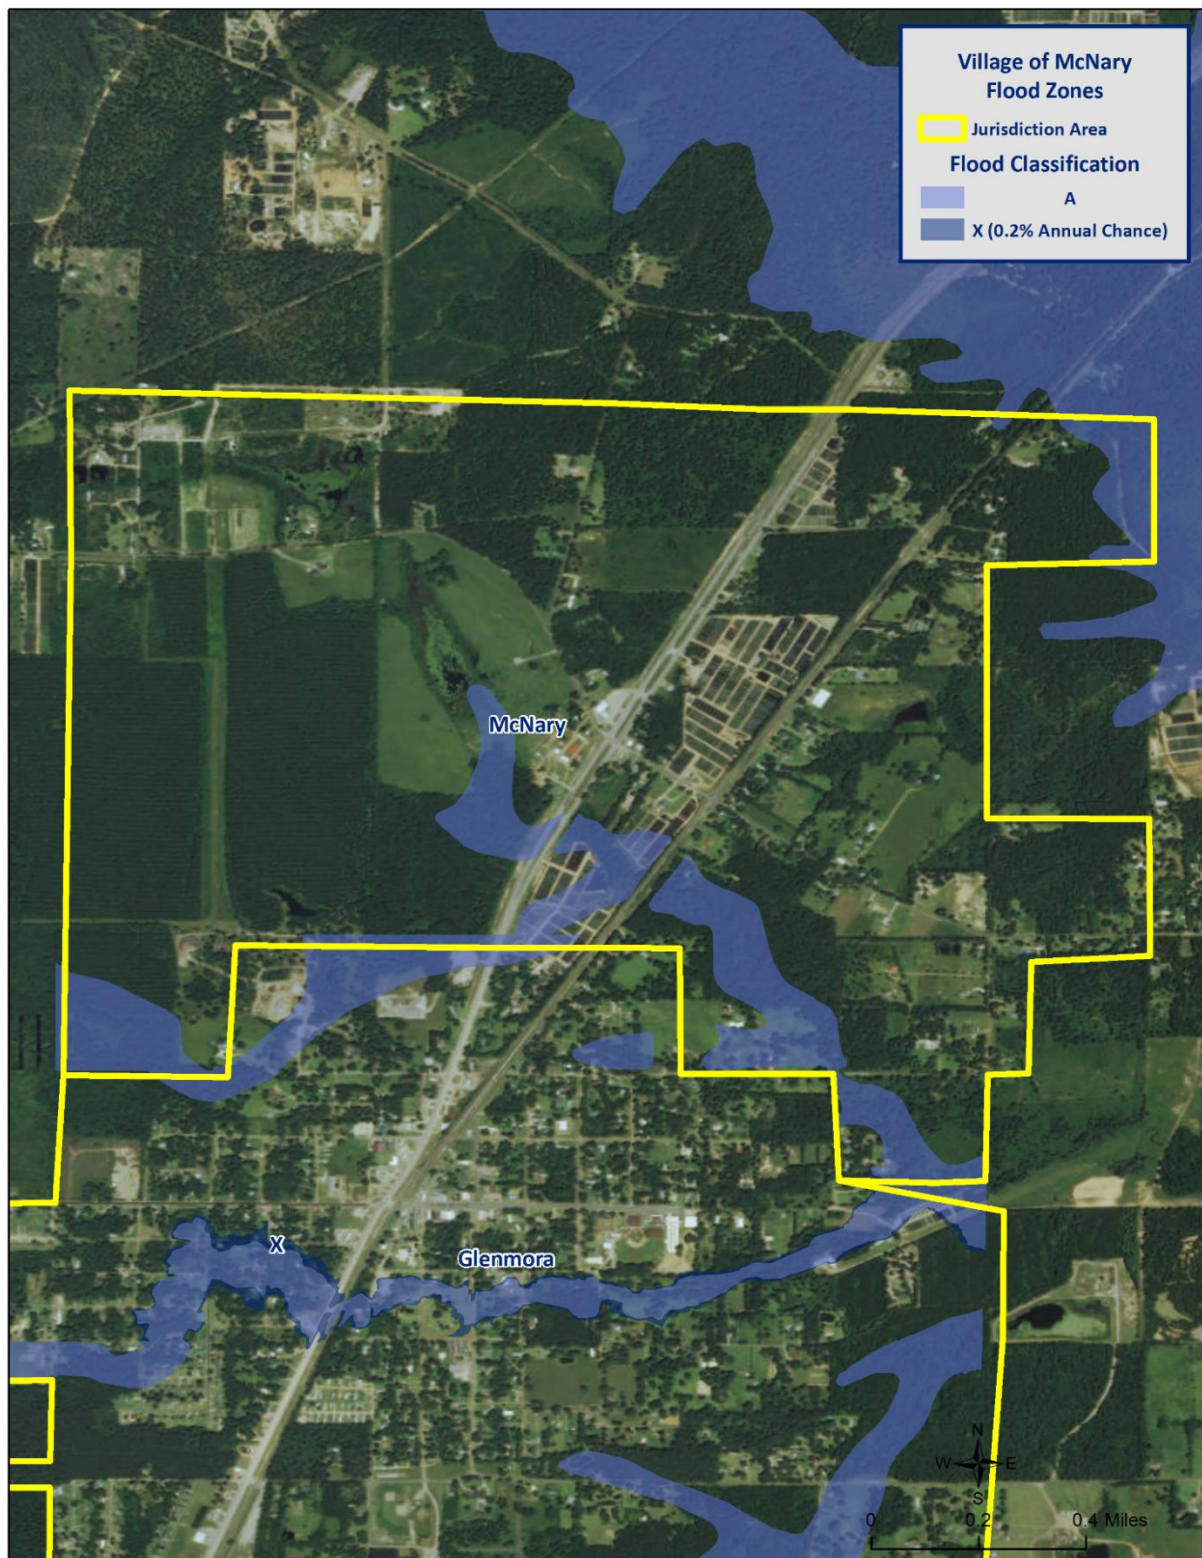 Village of McNary
Flood Zones
Jurisdiction Area
Flood Classification
A
X (0.2% Annual Chance)
McNary
X
Glenmora
N
W E
S
0 0.2 0.4 Miles